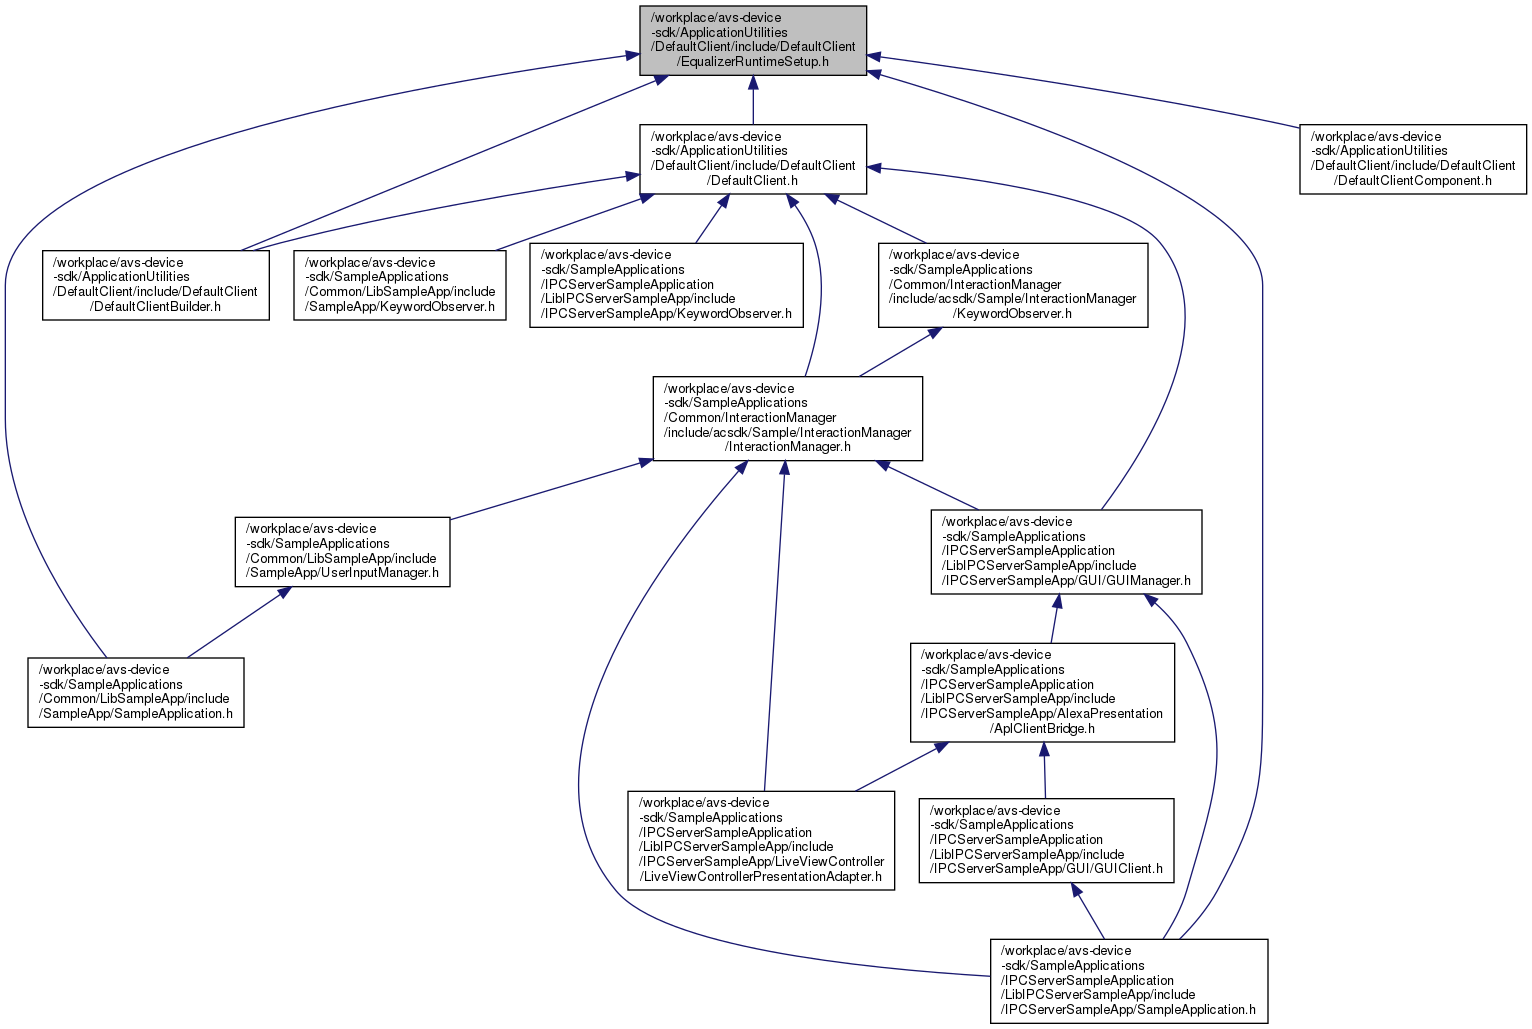 /workplace/avs-device
-sdk/ApplicationUtilities
/DefaultClient/include/DefaultClient
/EqualizerRuntimeSetup.h
/workplace/avs-device
-sdk/ApplicationUtilities
/DefaultClient/include/DefaultClient
/DefaultClient.h
/workplace/avs-device
-sdk/ApplicationUtilities
/DefaultClient/include/DefaultClient
/DefaultClientComponent.h
/workplace/avs-device
-sdk/ApplicationUtilities
/DefaultClient/include/DefaultClient
/DefaultClientBuilder.h
/workplace/avs-device
-sdk/SampleApplications
/Common/LibSampleApp/include
/SampleApp/KeywordObserver.h
/workplace/avs-device
-sdk/SampleApplications
/IPCServerSampleApplication
/LibIPCServerSampleApp/include
/IPCServerSampleApp/KeywordObserver.h
/workplace/avs-device
-sdk/SampleApplications
/Common/InteractionManager
/include/acsdk/Sample/InteractionManager
/KeywordObserver.h
/workplace/avs-device
-sdk/SampleApplications
/Common/InteractionManager
/include/acsdk/Sample/InteractionManager
/InteractionManager.h
/workplace/avs-device
-sdk/SampleApplications
/Common/LibSampleApp/include
/SampleApp/UserInputManager.h
/workplace/avs-device
-sdk/SampleApplications
/IPCServerSampleApplication
/LibIPCServerSampleApp/include
/IPCServerSampleApp/GUI/GUIManager.h
/workplace/avs-device
-sdk/SampleApplications
/Common/LibSampleApp/include
/SampleApp/SampleApplication.h
/workplace/avs-device
-sdk/SampleApplications
/IPCServerSampleApplication
/LibIPCServerSampleApp/include
/IPCServerSampleApp/AlexaPresentation
/AplClientBridge.h
/workplace/avs-device
-sdk/SampleApplications
/IPCServerSampleApplication
/LibIPCServerSampleApp/include
/IPCServerSampleApp/LiveViewController
/LiveViewControllerPresentationAdapter.h
/workplace/avs-device
-sdk/SampleApplications
/IPCServerSampleApplication
/LibIPCServerSampleApp/include
/IPCServerSampleApp/GUI/GUIClient.h
/workplace/avs-device
-sdk/SampleApplications
/IPCServerSampleApplication
/LibIPCServerSampleApp/include
/IPCServerSampleApp/SampleApplication.h